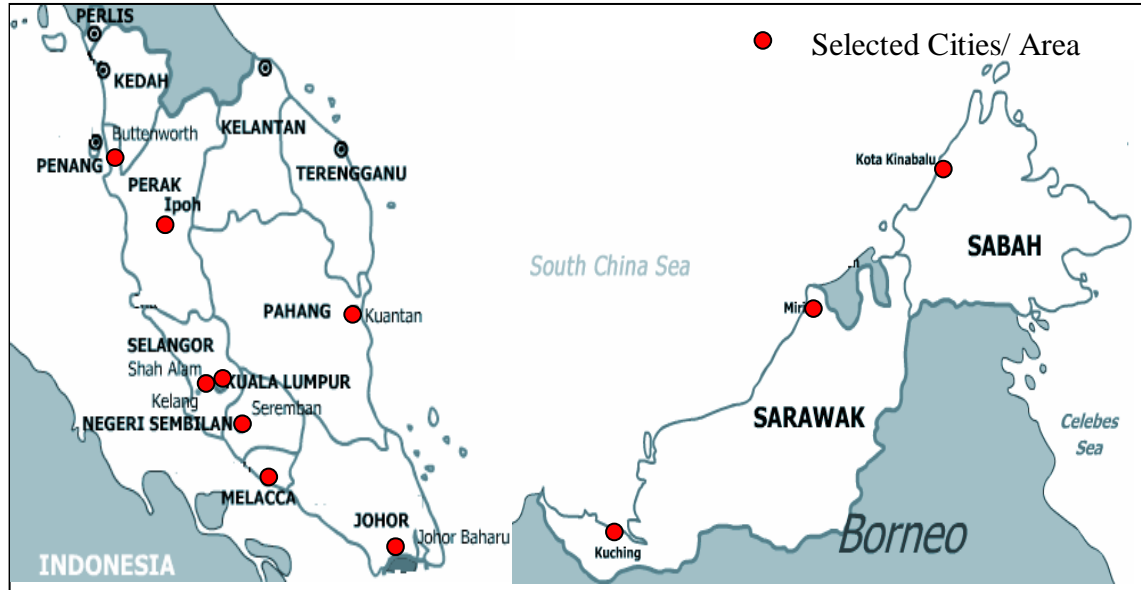 PERLIS
KEDAH
Buttenworth
PENANG
KELANTAN
TERENGGANU
PERAK
Ipoh
PAHANG
Kuantan
SELANGOR
Shah Alam
KUALA LUMPUR
Kelang
Seremban
NEGERI SEMBILAN
MELACCA
JOHOR
Johor Baharu
INDONESIA
Selected Cities/ Area
Kota Kinabalu
SABAH
South China Sea
Miri
SARAWAK
Celebes
Sea
Borneo
Kuching